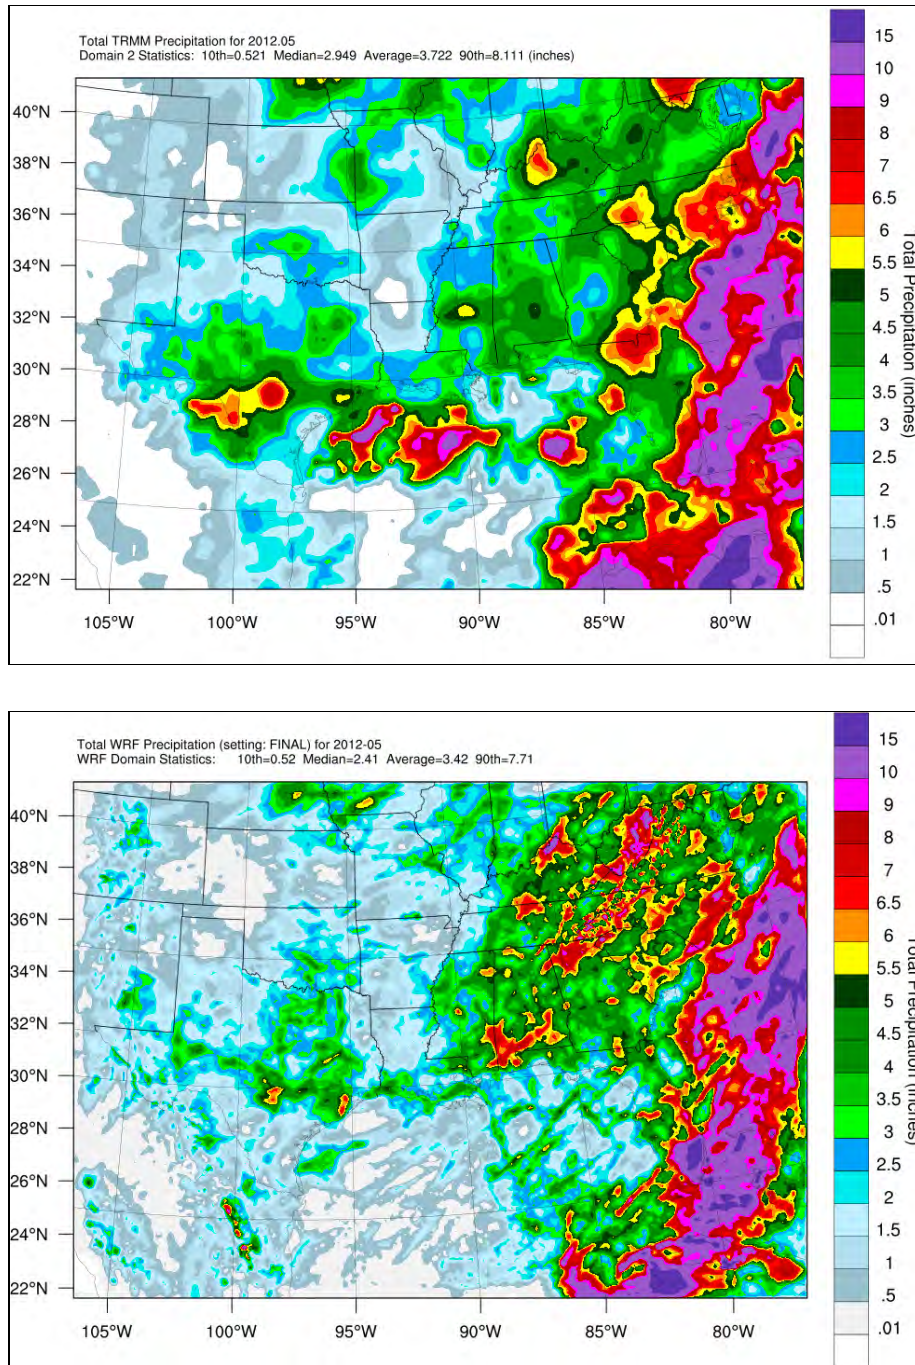 Total TRMM Precipitation for 2012.05
Domain 2 Statistics: 10th=0.521 Median=2.949 Average=3.722 90th=8.111 (inches)
40°N
38°N
36°N
34°N
32°N
30°N
28°N
26°N
24°N
22°N
105°W 100°W 95°W 90°W 85°W 80°W
15
10
9
8
7
6.5
6
5.5
5
4.5
4
3.5
3
2.5
2
1.5
1
.5
.01
Total Precipitation (inches)
Total WRF Precipitation (setting: FINAL) for 2012-05
WRF Domain Statistics: 10th=0.52 Median=2.41 Average=3.42 90th=7.71
40°N
38°N
36°N
34°N
32°N
30°N
28°N
26°N
24°N
22°N
105°W 100°W 95°W 90°W 85°W 80°W
15
10
9
8
7
6.5
6
5.5
5
4.5
4
3.5
3
2.5
2
1.5
1
.5
.01
Total Precipitation (inches)